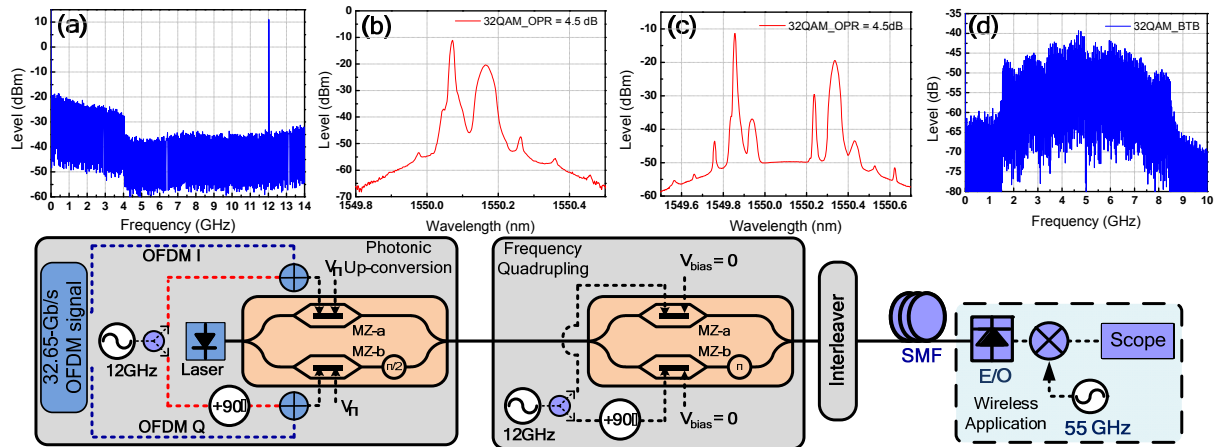 (a)
Level (dBm)
20
10
0
-10
-20
-30
-40
-50
-60
0 1 2 3 4 5 6 7 8 9 10 11 12 13 14
Frequency (GHz)
(b)
32QAM_OPR = 4.5 dB
Level (dBm)
0
-10
-20
-30
-40
-50
-60
-70
1549.8 1550.0 1550.2 1550.4
Wavelength (nm)
(c)
32QAM_OPR = 4.5dB
Level (dBm)
-10
-20
-30
-40
-50
-60
1549.6 1549.8 1550.0 1550.2 1550.4 1550.6
Wavelength (nm)
(d)
32QAM_BTB
Level (dB)
-35
-40
-45
-50
-55
-60
-65
-70
-75
-80
0 1 2 3 4 5 6 7 8 9 10
Frequency (GHz)
32.65-Gb/s
OFDM signal
OFDM I
12GHz
Laser
+90▯
OFDM Q
Photonic
Up-conversion
VΠ
MZ-a
MZ-b
π/2
VΠ
Frequency
Quadrupling
12GHz
+90▯
Vbias= 0
MZ-a
MZ-b
π
Vbias= 0
Interleaver
SMF
E/O
Scope
Wireless
Application
55 GHz